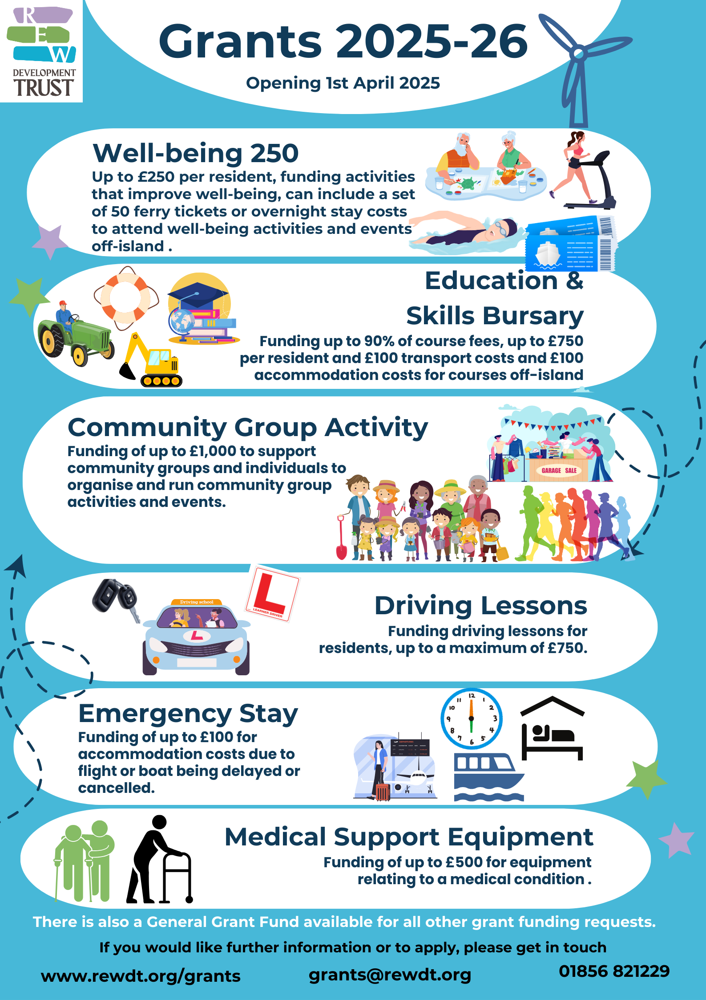 R
E
W
DEVELOPMENT
TRUST
Grants 2025-26
Opening 1st April 2025
Well-being 250
Up to £250 per resident, funding activities
that improve well-being, can include a set
of 50 ferry tickets or overnight stay costs
to attend well-being activities and events
off-island .
Education &
Skills Bursary
Funding up to 90% of course fees, up to £750
per resident and £100 transport costs and £100
accommodation costs for courses off-island
Community Group Activity
Funding of up to £1,000 to support
community groups and individuals to
organise and run community group
activities and events.
GARAGE SALE
Driving school
L
L
LEARNER DRIVER
Driving Lessons
Funding driving lessons for
residents, up to a maximum of £750.
Emergency Stay
Funding of up to £100 for
accommodation costs due to
flight or boat being delayed or
cancelled.
DEPARTURES
12
1
2
3
4
5
6
7
8
9
10
11
Medical Support Equipment
Funding of up to £500 for equipment
relating to a medical condition .
There is also a General Grant Fund available for all other grant funding requests.
If you would like further information or to apply, please get in touch
www.rewdt.org/grants
grants@rewdt.org
01856 821229